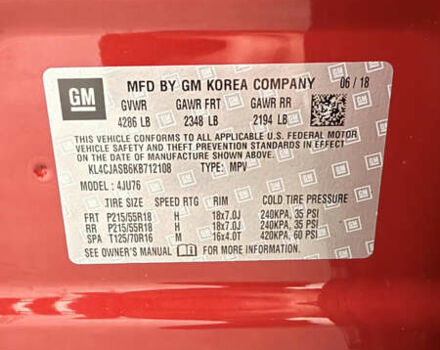 GM
MFD BY GM KOREA COMPANY 06/18
GVWR GAWR FRT GAWR RR
4286 LB 2348 LB 2194 LB
THIS VEHICLE CONFORMS TO ALL APPLICABLE U.S. FEDERAL MOTOR
VEHICLE SAFETY AND THEFT PREVENTION STANDARDS IN EFFECT
ON THE DATE OF MANUFACTURE SHOWN ABOVE.
KL4CJASB6KB712108 TYPE: MPV
MODEL: 4JU76
TIRE SIZE SPEED RTG RIM COLD TIRE PRESSURE
FRT P215/55R18 H 18x7.0J 240KPA, 35 PSI
RR P215/55R18 H 18x7.0J 240KPA, 35 PSI
SPA T125/70R16 M 16x4.0T 420KPA, 60 PSI
SEE OWNER'S MANUAL FOR MORE INFORMATION.